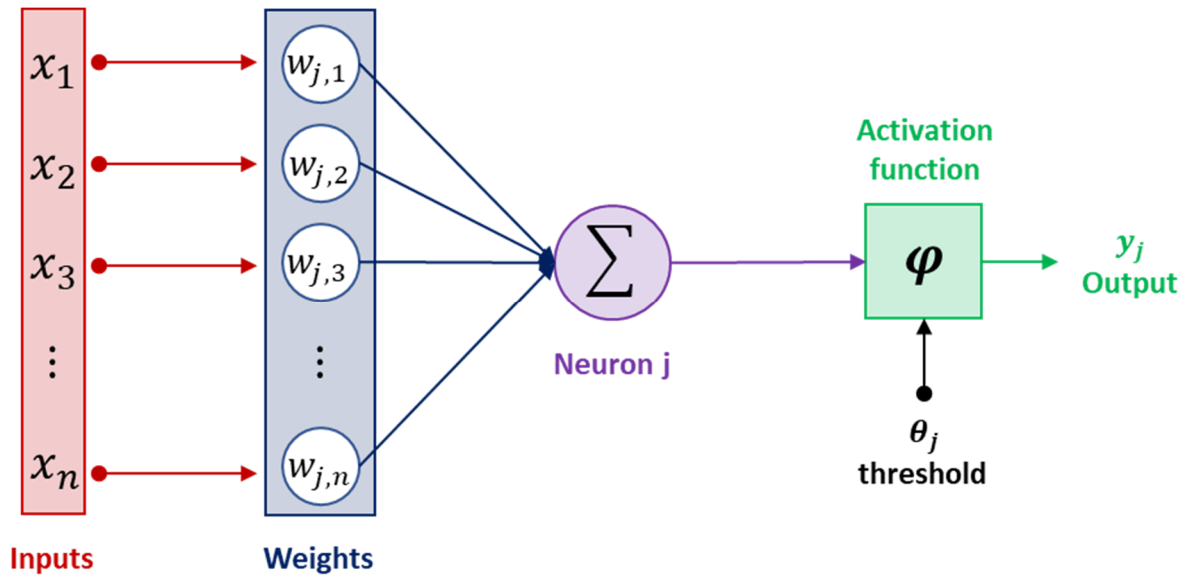 x1
x2
x3
⋮
xn
Inputs
wj,1
wj,2
wj,3
⋮
wj,n
Weights
∑
Neuron j
Activation
function
φ
θj
threshold
yj
Output